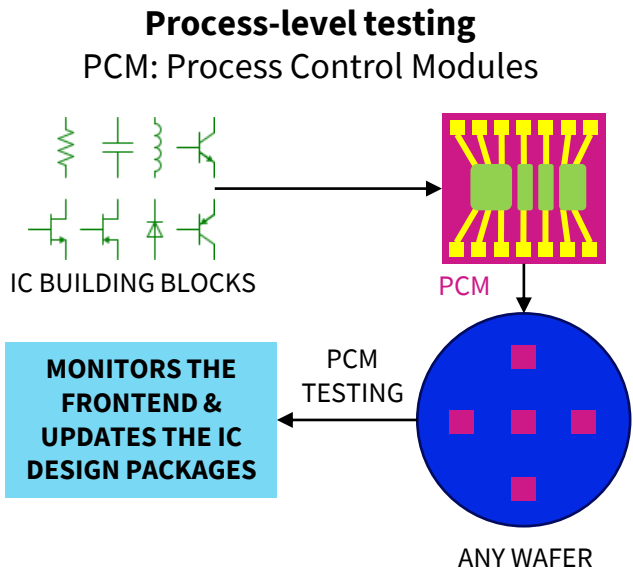 Process-level testing
PCM: Process Control Modules
IC BUILDING BLOCKS
PCM
MONITORS THE
FRONTEND &
UPDATES THE IC
DESIGN PACKAGES
PCM
TESTING
ANY WAFER